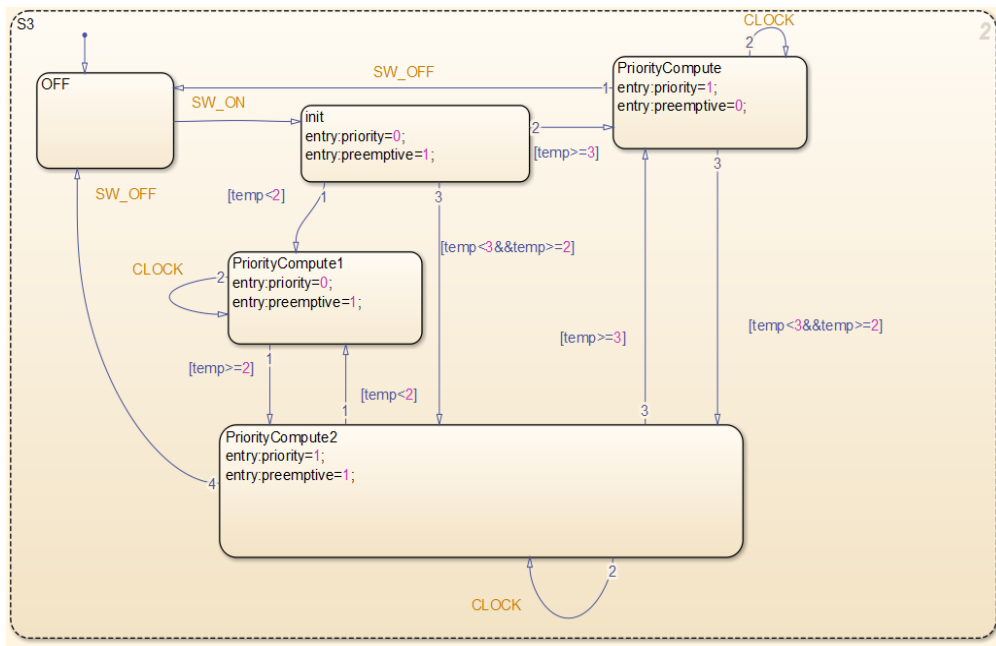 S3
2
CLOCK
2
OFF
SW_OFF
1
PriorityCompute
entry:priority=1;
entry:preemptive=0;
SW_ON
init
entry:priority=0;
entry:preemptive=1;
2
[temp>=3]
3
SW_OFF
[temp<2]
1
3
[temp<3&&temp>=2]
CLOCK
2
PriorityCompute1
entry:priority=0;
entry:preemptive=1;
[temp>=3]
[temp<3&&temp>=2]
1
[temp>=2]
[temp<2]
1
3
PriorityCompute2
entry:priority=1;
entry:preemptive=1;
4
2
CLOCK